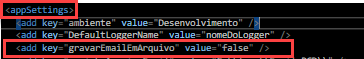 <appSettings>
<add key="ambiente" value="Desenvolvimento" />
<add key="DefaultLoggerName" value="nomeDoLogger" />
<add key="gravarEmailEmArquivo" value="false" />